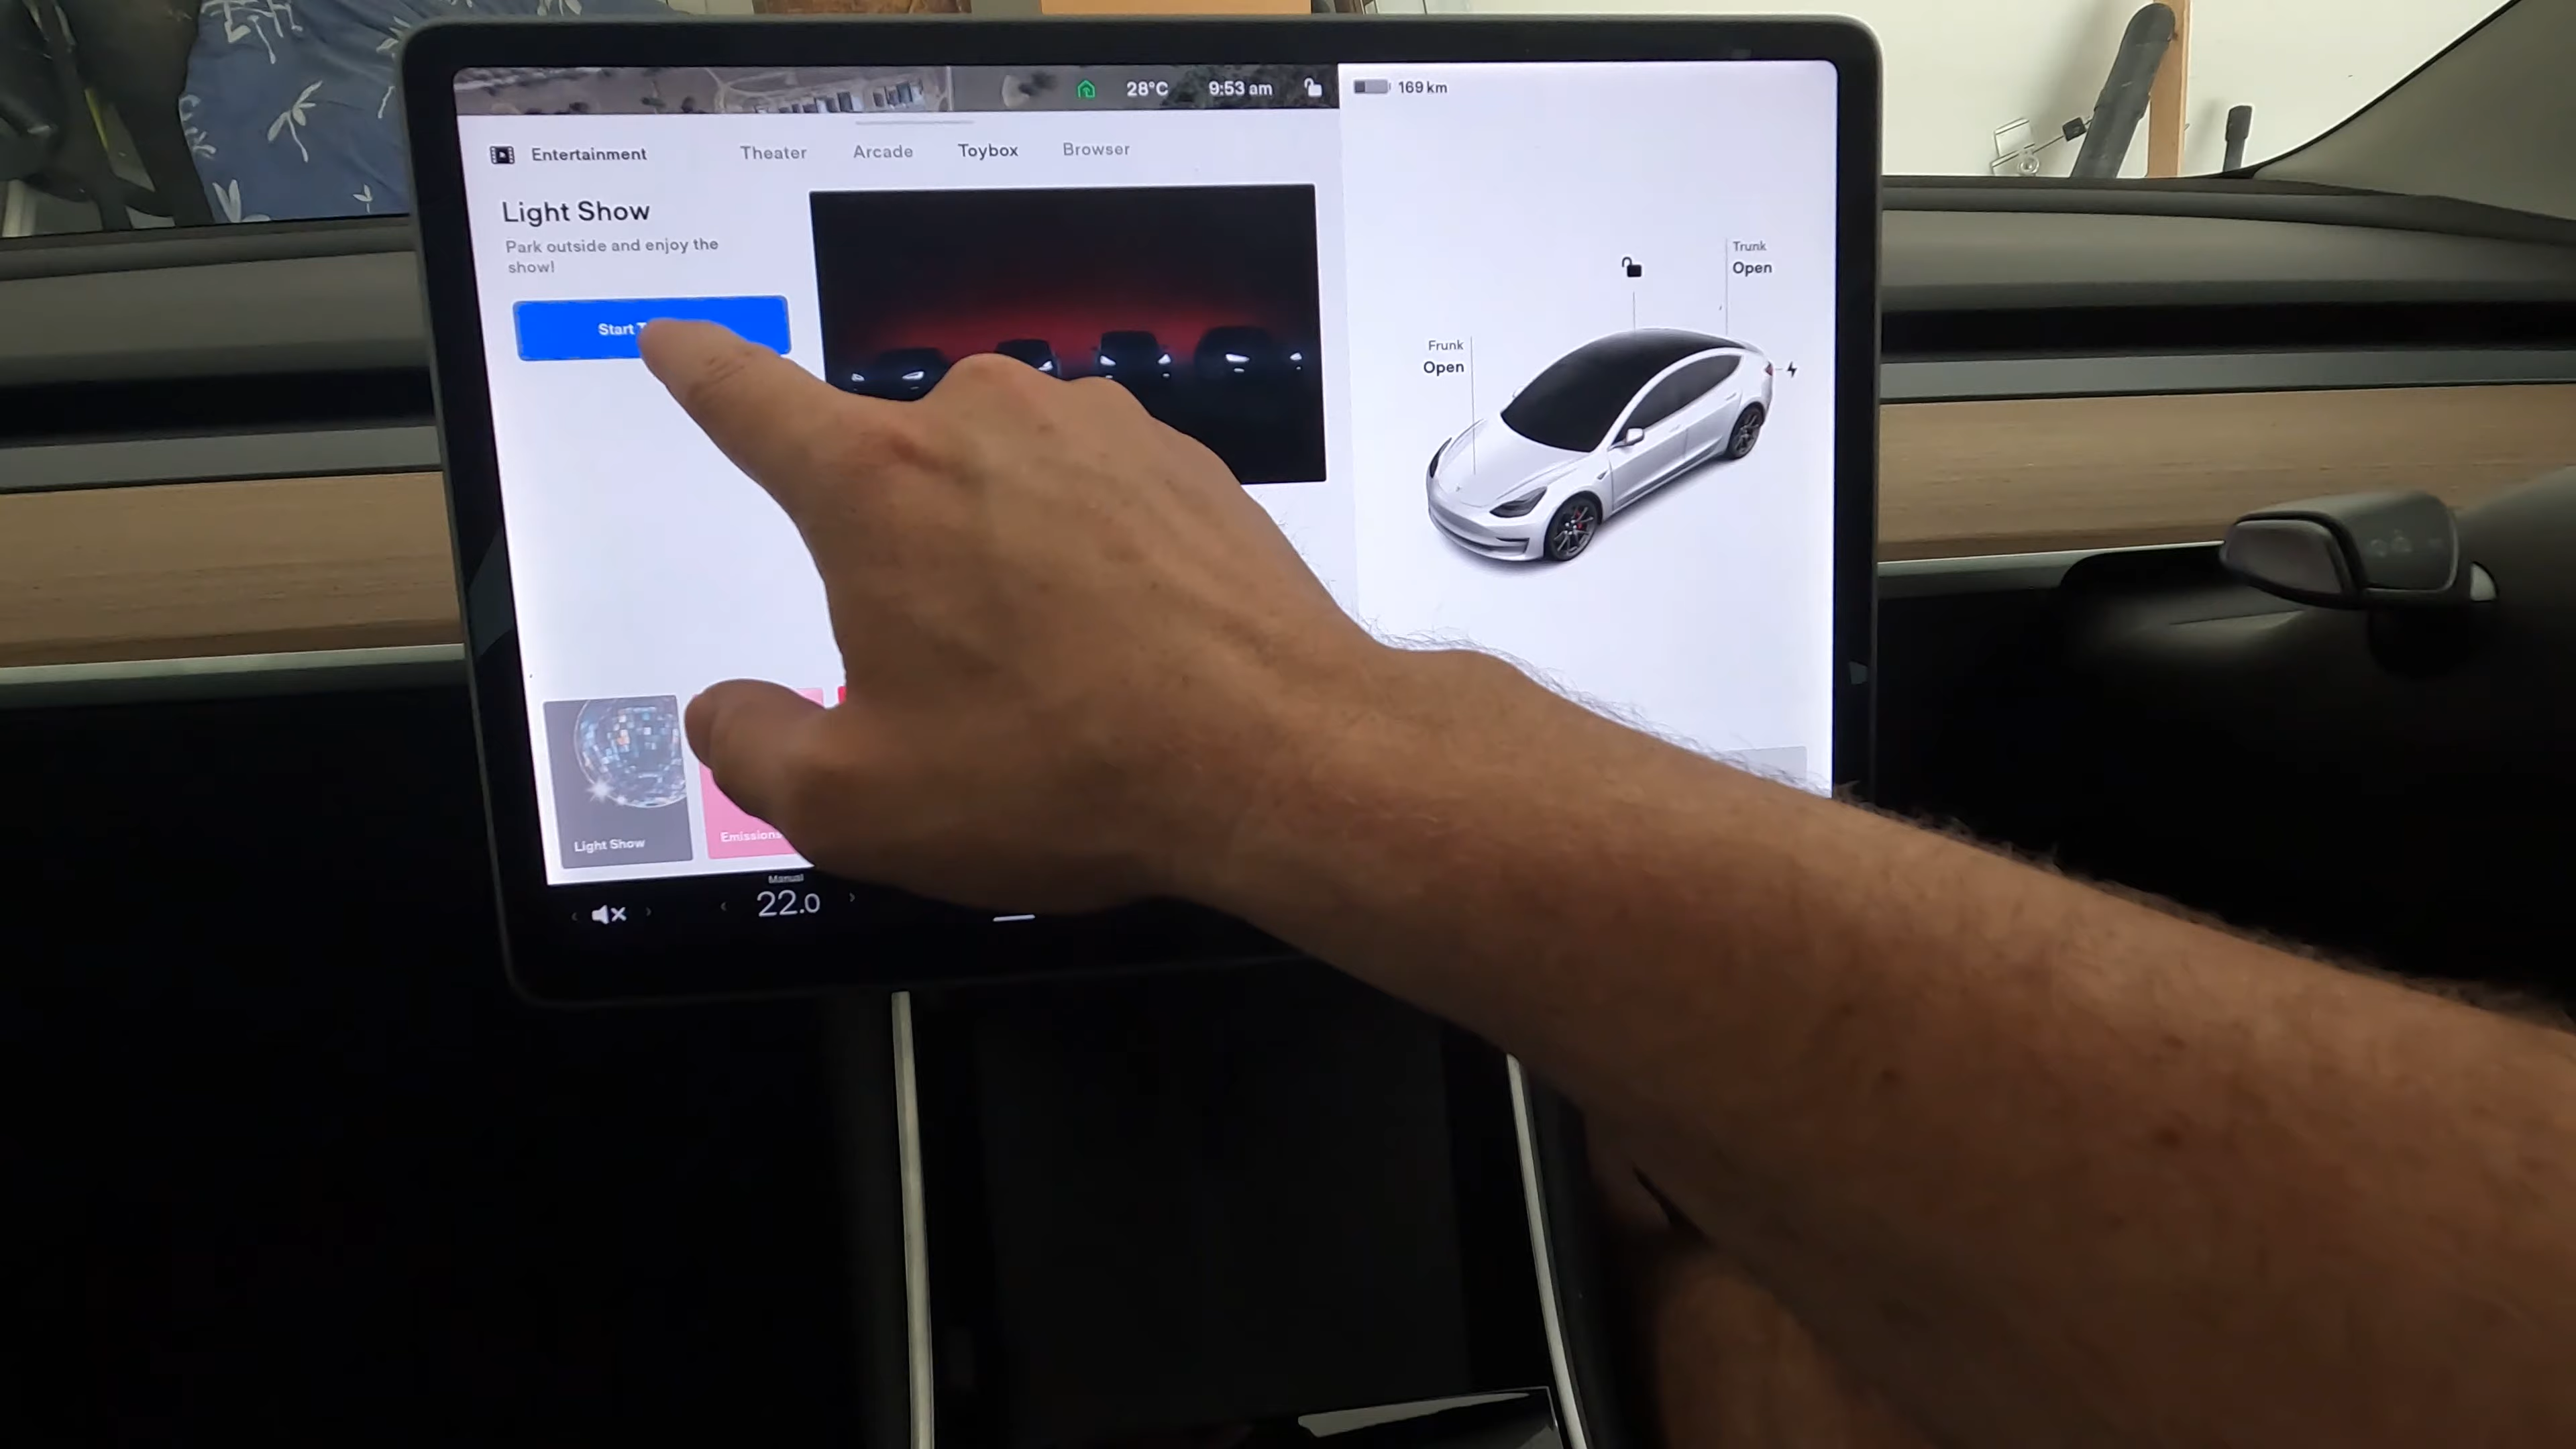 28°C 9:53 am
169 km
Entertainment Theater Arcade Toybox Browser
Light Show
Park outside and enjoy the
show!
Start
Trunk
Open
Frunk
Open
Light Show
Emissions
Manual
22.0